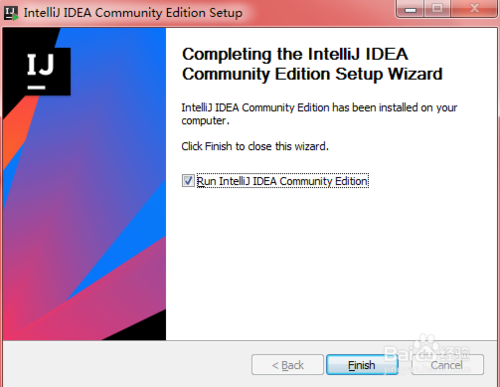 IntelliJ IDEA Community Edition Setup
IJ
Completing the IntelliJ IDEA
Community Edition Setup Wizard
IntelliJ IDEA Community Edition has been installed on your
computer.
Click Finish to close this wizard.
Run IntelliJ IDEA Community Edition
< Back
Finish
Cancel
Baidu 经验